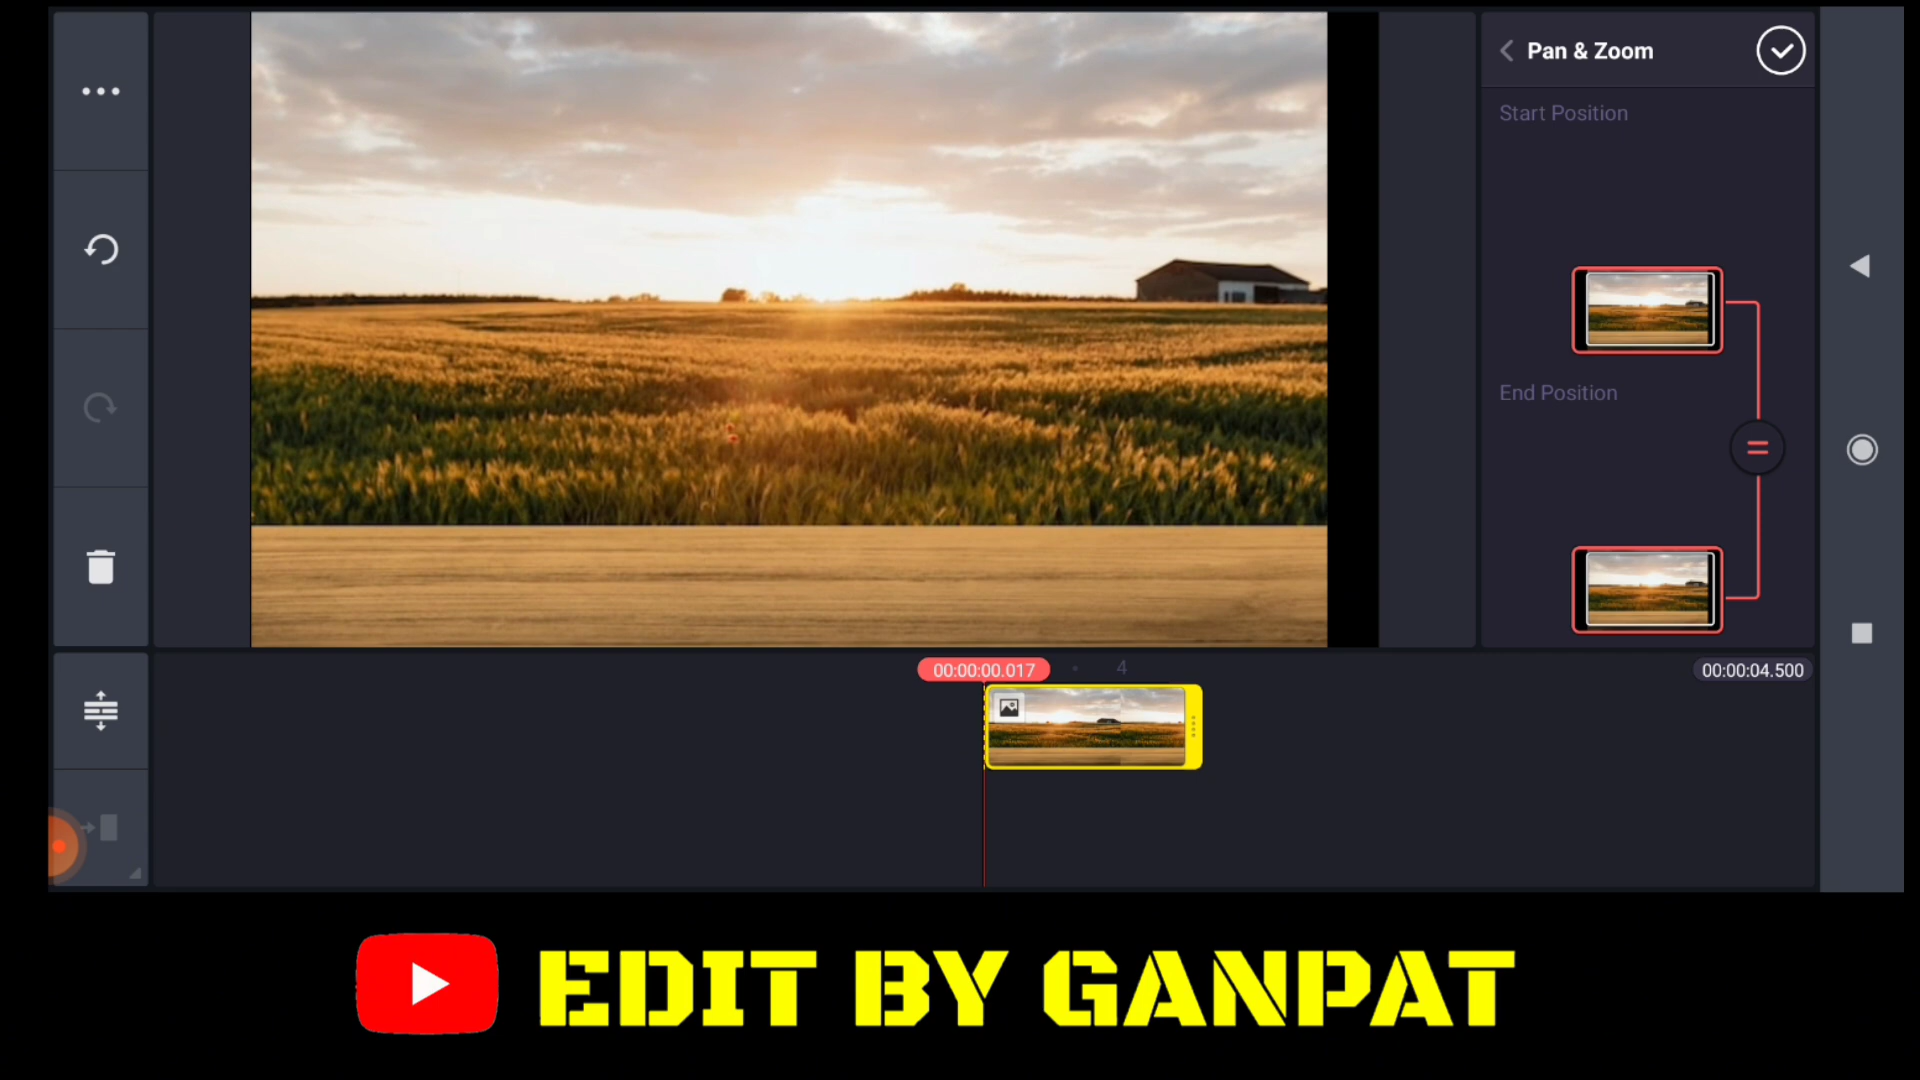 Pan & Zoom
Start Position
End Position
00:00:00.017
4
00:00:04.500
EDIT BY GANPAT